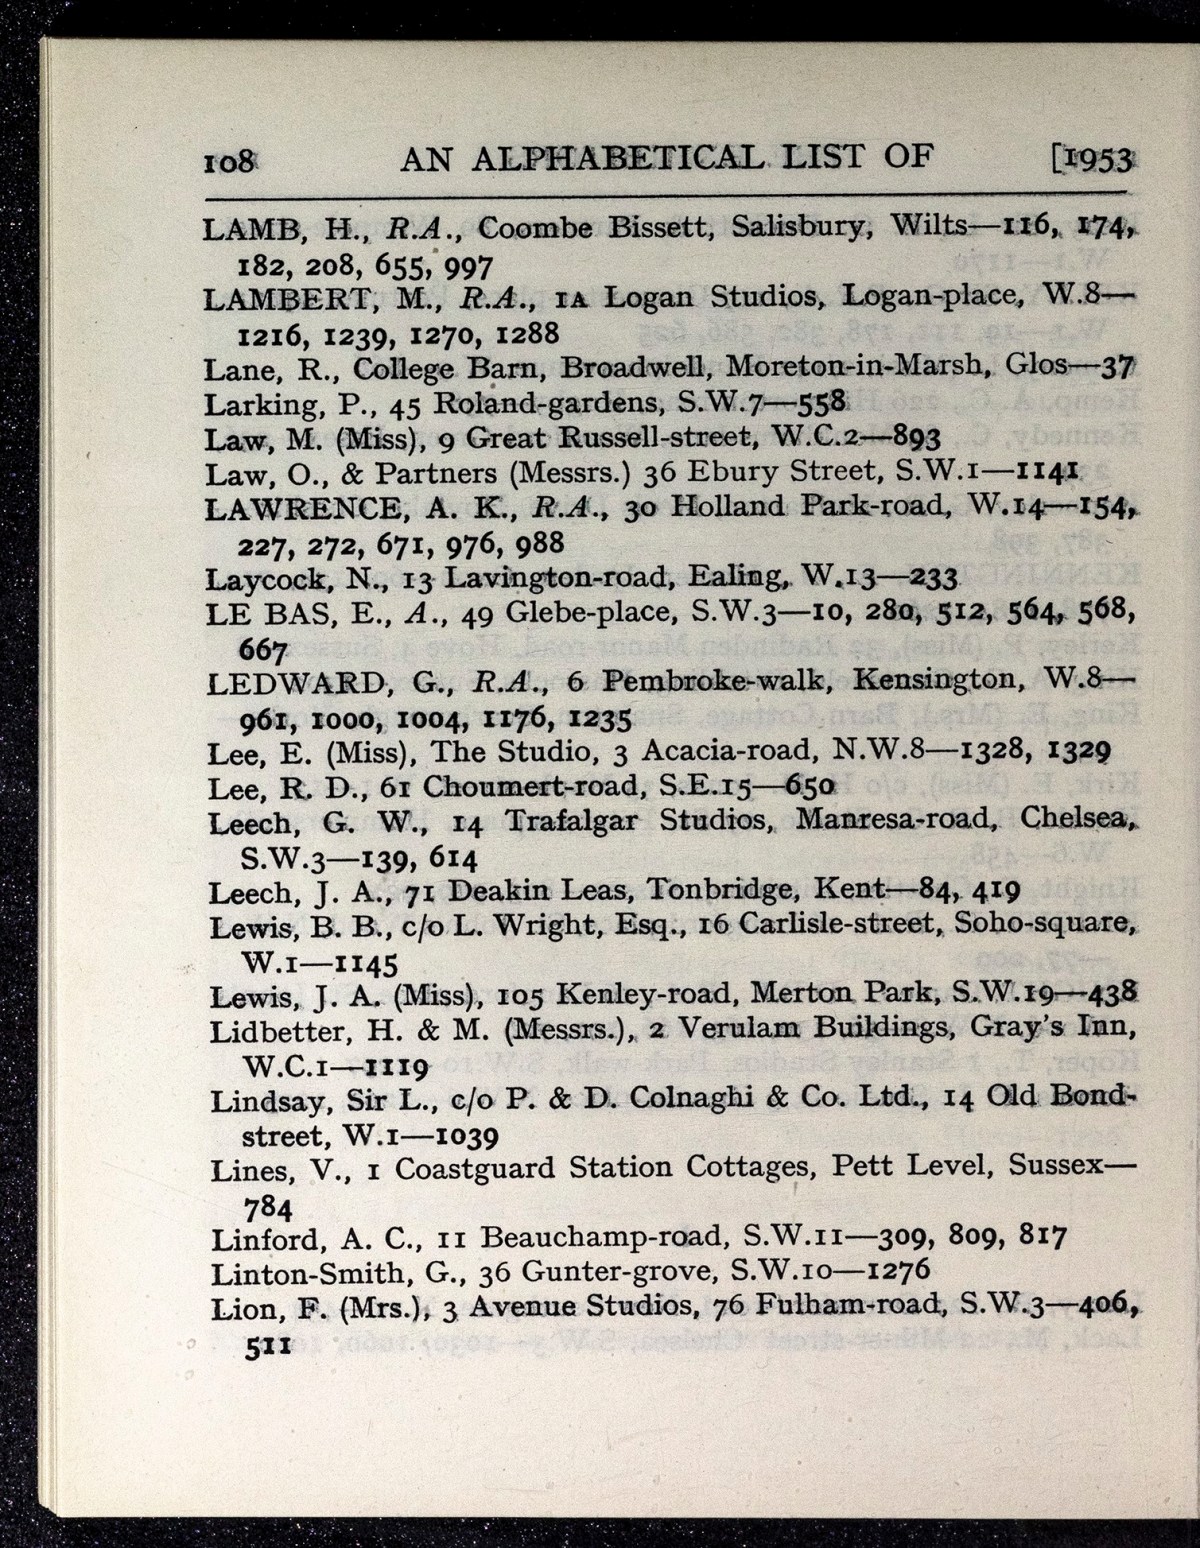 108 AN ALPHABETICAL LIST OF [1953
LAMB, H., R.A., Coombe Bissett, Salisbury, Wilts—116, 174,
182, 208, 655, 997
LAMBERT, M., R.A., 1A Logan Studios, Logan-place, W.8—
1216, 1239, 1270, 1288
Lane, R., College Barn, Broadwell, Moreton-in-Marsh, Glos—37
Larking, P., 45 Roland-gardens, S.W.7—558
Law, M. (Miss), 9 Great Russell-street, W.C.2—893
Law, O., & Partners (Messrs.) 36 Ebury Street, S.W.1—1141
LAWRENCE, A. K., R.A., 30 Holland Park-road, W.14—154,
227, 272, 671, 976, 988
Laycock, N., 13 Lavington-road, Ealing, W.13—233
LE BAS, E., A., 49 Glebe-place, S.W.3—10, 280, 512, 564, 568,
667
LEDWARD, G., R.A., 6 Pembroke-walk, Kensington, W.8—
961, 1000, 1004, 1176, 1235
Lee, E. (Miss), The Studio, 3 Acacia-road, N.W.8—1328, 1329
Lee, R. D., 61 Choumert-road, S.E.15—650
Leech, G. W., 14 Trafalgar Studios, Manresa-road, Chelsea,
S.W.3—139, 614
Leech, J. A., 71 Deakin Leas, Tonbridge, Kent—84, 419
Lewis, B. B., c/o L. Wright, Esq., 16 Carlisle-street, Soho-square,
W.1—1145
Lewis, J. A. (Miss), 105 Kenley-road, Merton Park, S.W.19—438
Lidbetter, H. & M. (Messrs.), 2 Verulam Buildings, Gray's Inn,
W.C.1—1119
Lindsay, Sir L., c/o P. & D. Colnaghi & Co. Ltd., 14 Old Bond-
street, W.1—1039
Lines, V., 1 Coastguard Station Cottages, Pett Level, Sussex—
784
Linford, A. C., 11 Beauchamp-road, S.W.11—309, 809, 817
Linton-Smith, G., 36 Gunter-grove, S.W.10—1276
Lion, F. (Mrs.), 3 Avenue Studios, 76 Fulham-road, S.W.3—406,
511